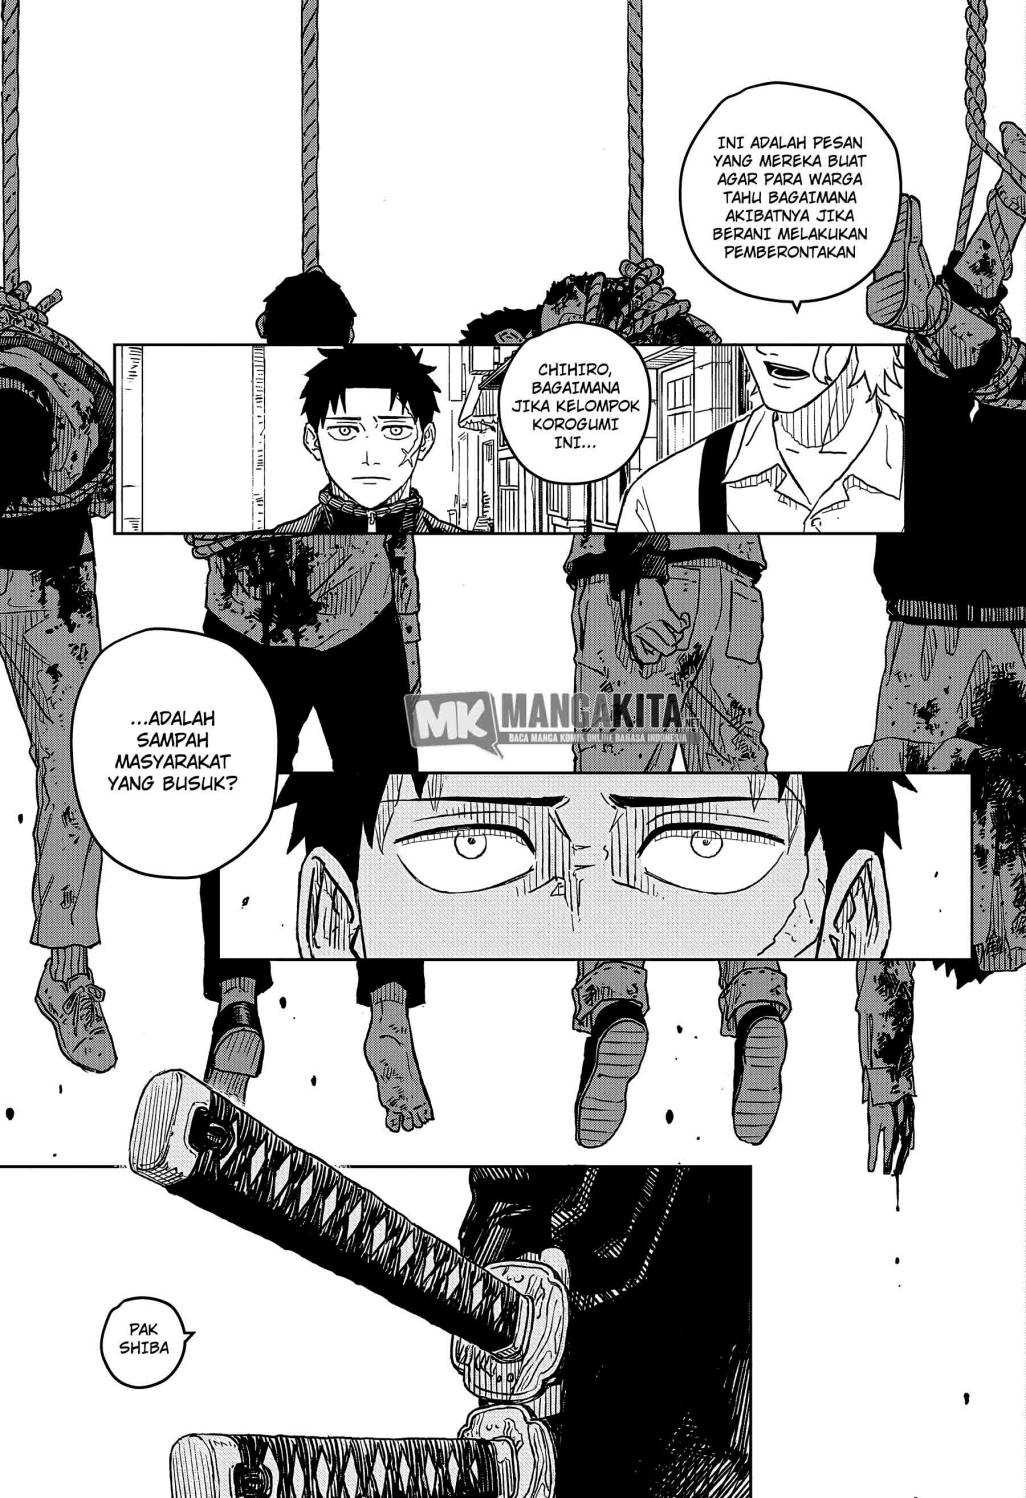 INI ADALAH PESAN
YANG MEREKA BUAT
AGAR PARA WARGA
TAHU BAGAIMANA
AKIBATNYA JIKA
BERANI MELAKUKAN
PEMBERONTAKAN
CHIHIRO,
BAGAIMANA
JIKA KELOMPOK
KOROGUMI
INI...
...ADALAH
SAMPAH
MASYARAKAT
YANG BUSUK?
MK MANGAKITA.NET
BACA MANGA KOMIK ONLINE BAHASA INDONESIA
PAK
SHIBA